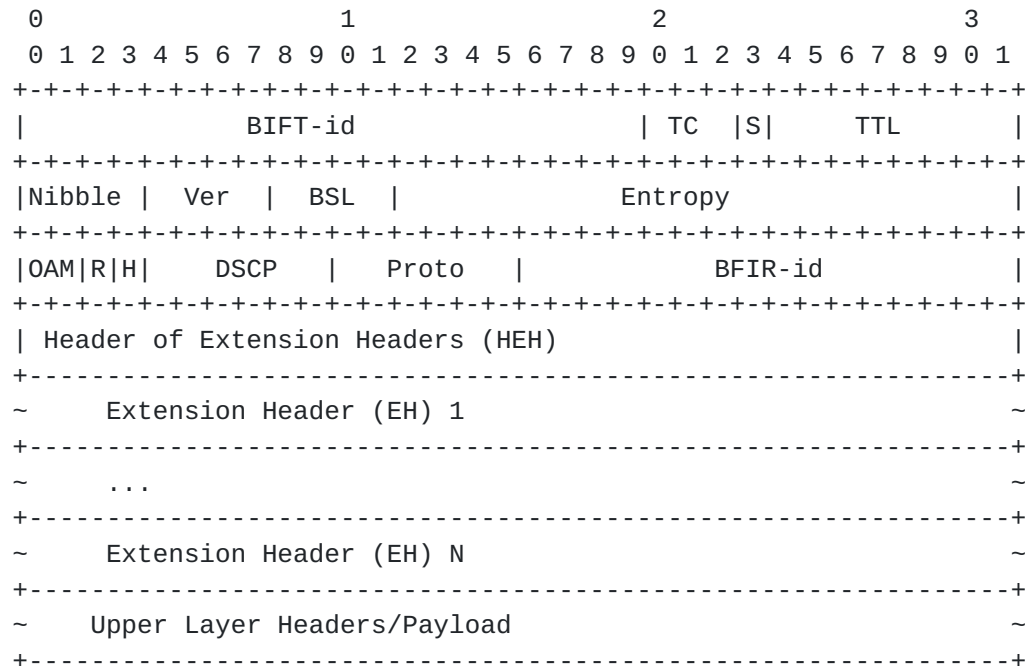 0                   1                   2                   3
 0 1 2 3 4 5 6 7 8 9 0 1 2 3 4 5 6 7 8 9 0 1 2 3 4 5 6 7 8 9 0 1
+-+-+-+-+-+-+-+-+-+-+-+-+-+-+-+-+-+-+-+-+-+-+-+-+-+-+-+-+-+-+-+-+
|              BIFT-id                  | TC  |S|     TTL       |
+-+-+-+-+-+-+-+-+-+-+-+-+-+-+-+-+-+-+-+-+-+-+-+-+-+-+-+-+-+-+-+-+
|Nibble |  Ver  |  BSL  |              Entropy                  |
+-+-+-+-+-+-+-+-+-+-+-+-+-+-+-+-+-+-+-+-+-+-+-+-+-+-+-+-+-+-+-+-+
|OAM|R|H|    DSCP   |   Proto   |            BFIR-id            |
+-+-+-+-+-+-+-+-+-+-+-+-+-+-+-+-+-+-+-+-+-+-+-+-+-+-+-+-+-+-+-+-+
| Header of Extension Headers (HEH)                             |
+---------------------------------------------------------------+
~     Extension Header (EH) 1                                   ~
+---------------------------------------------------------------+
~     ...                                                       ~
+---------------------------------------------------------------+
~     Extension Header (EH) N                                   ~
+---------------------------------------------------------------+
~    Upper Layer Headers/Payload                                ~
+---------------------------------------------------------------+